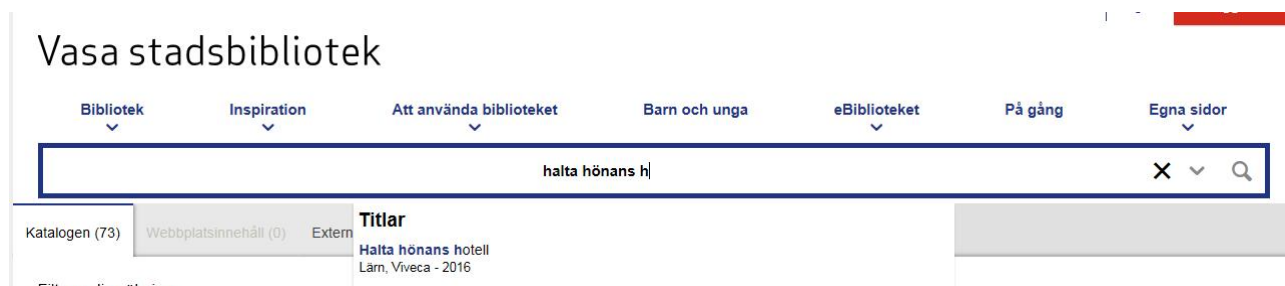 Vasa stadsbibliotek
Bibliotek Inspiration Att använda biblioteket Barn och unga eBiblioteket På gång Egna sidor
halta hönans h
Katalogen (73) Webbplatsinnehåll (0) Extern
Titlar
Halta hönans hotell
Lärn, Viveca - 2016